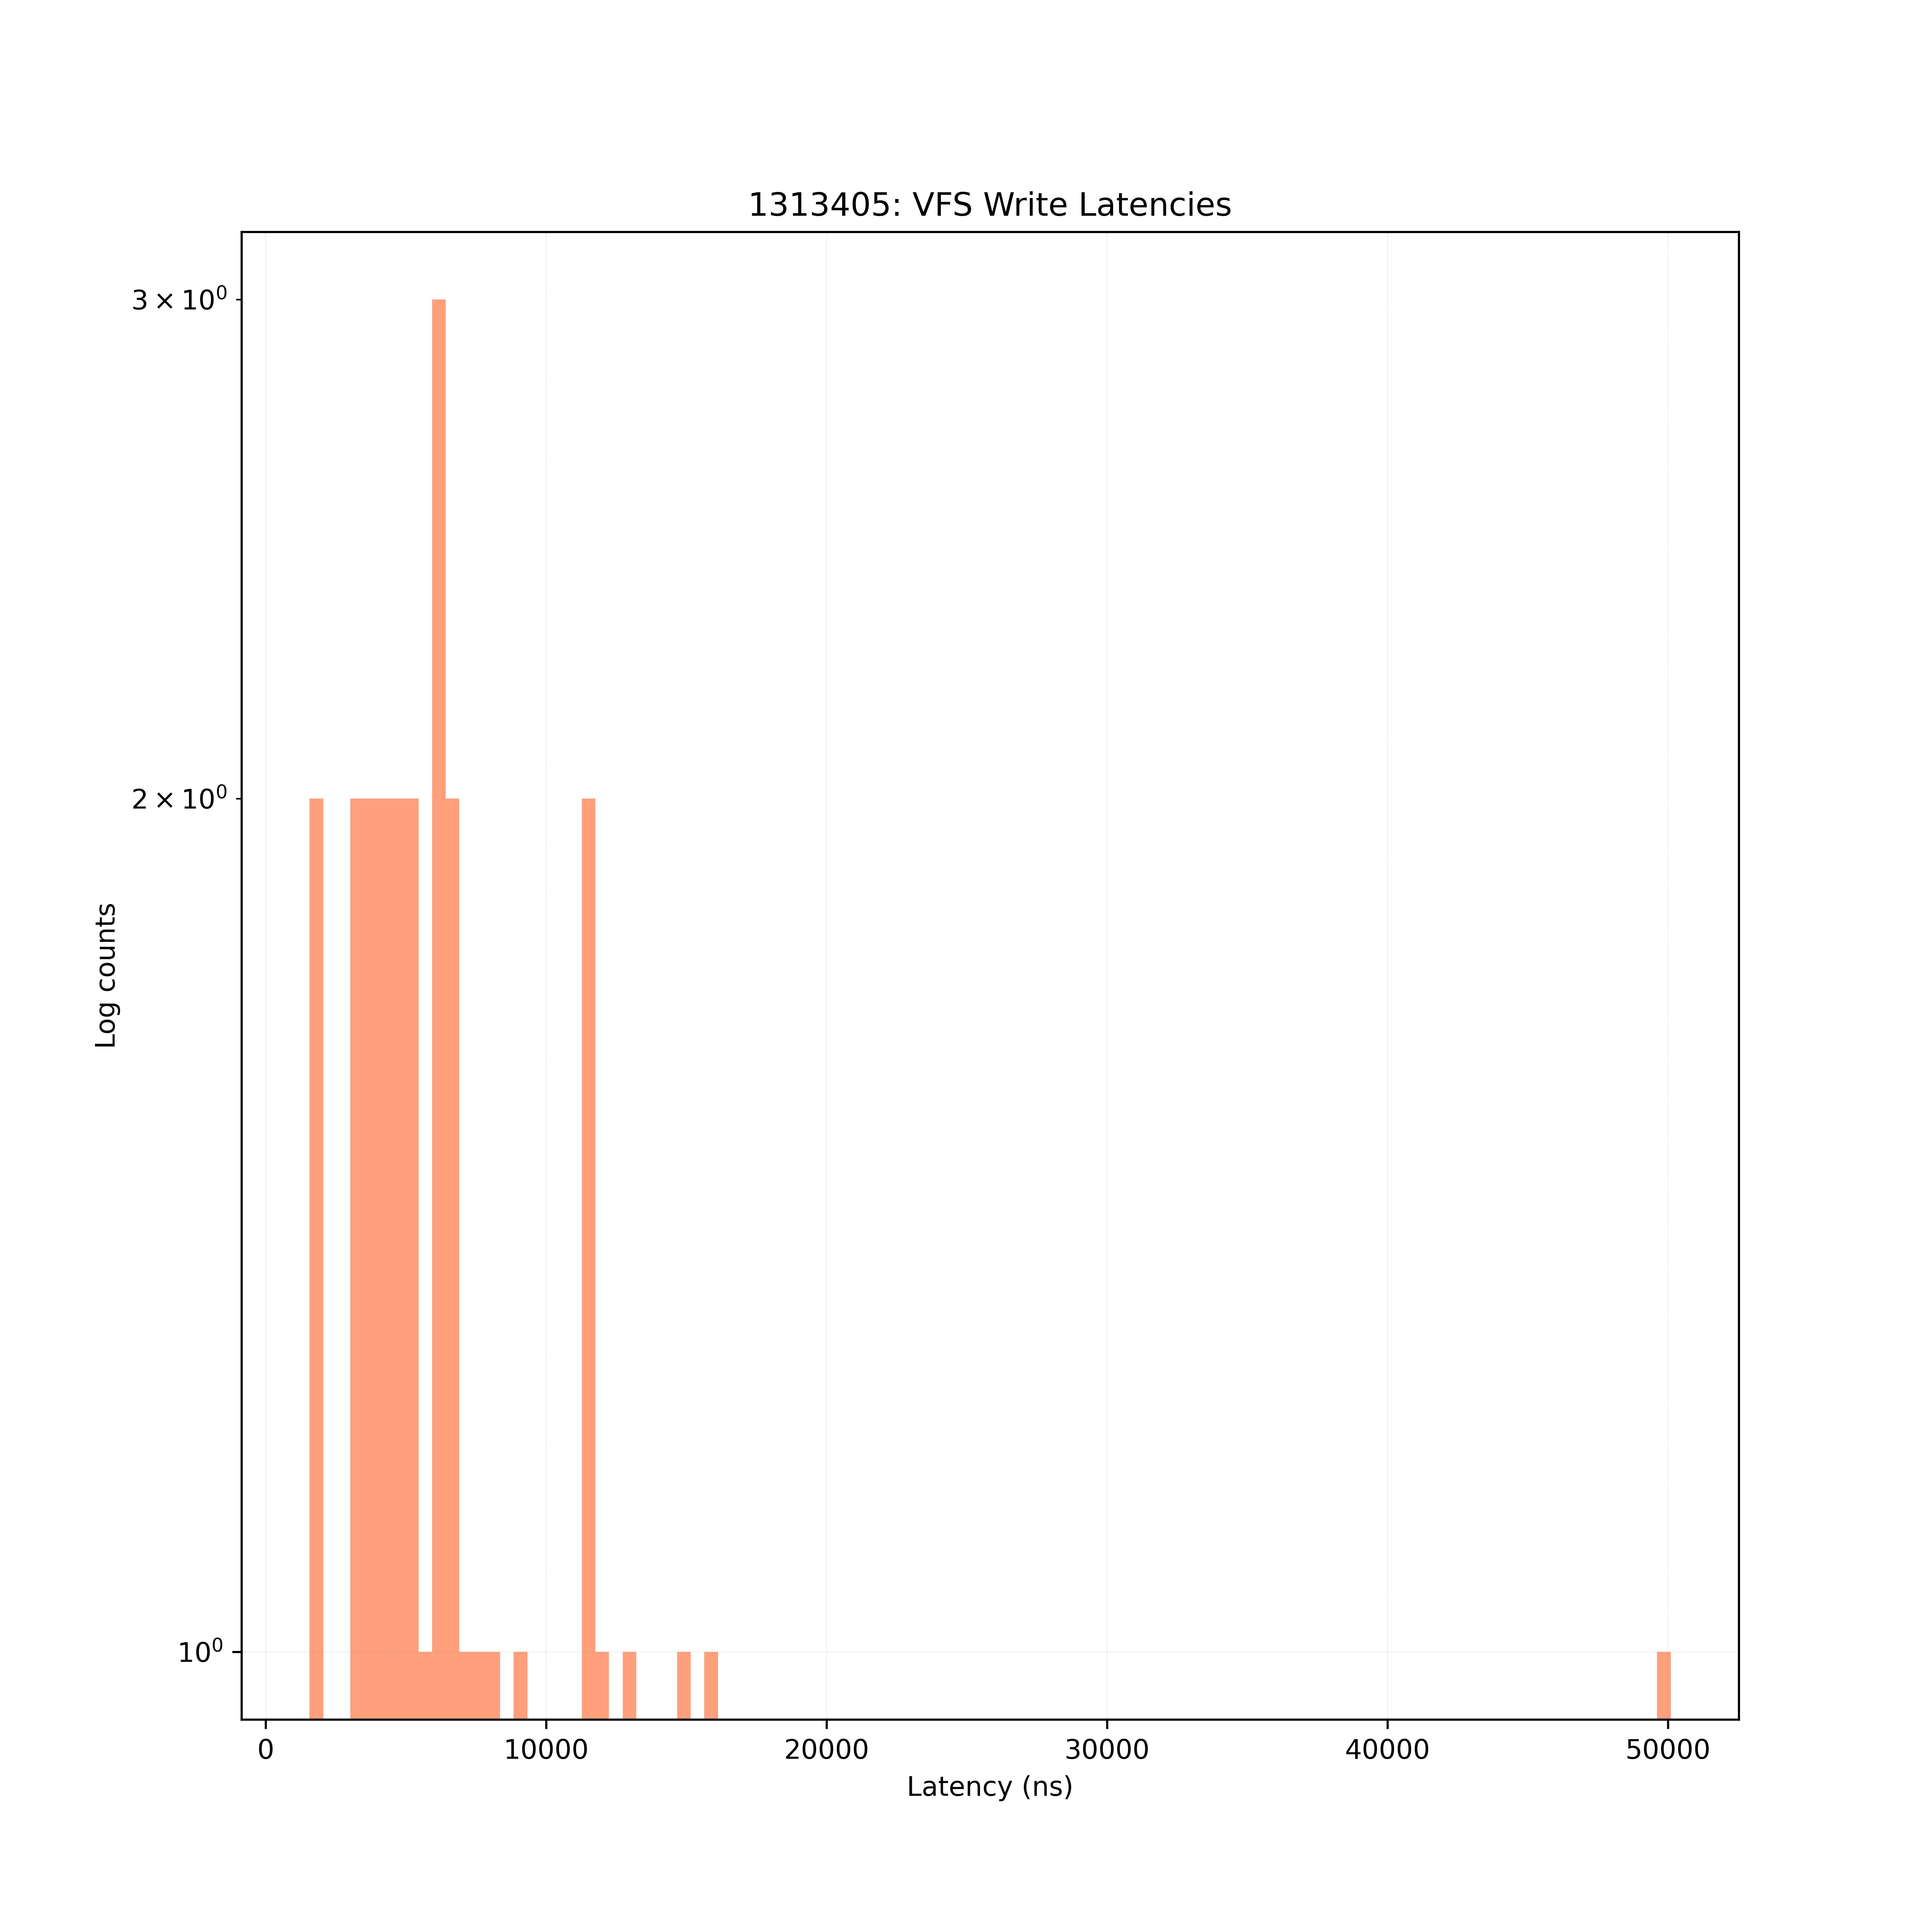 1313405: VFS Write Latencies
3 × 10⁰
2 × 10⁰
10⁰
Log counts
0 10000 20000 30000 40000 50000
Latency (ns)